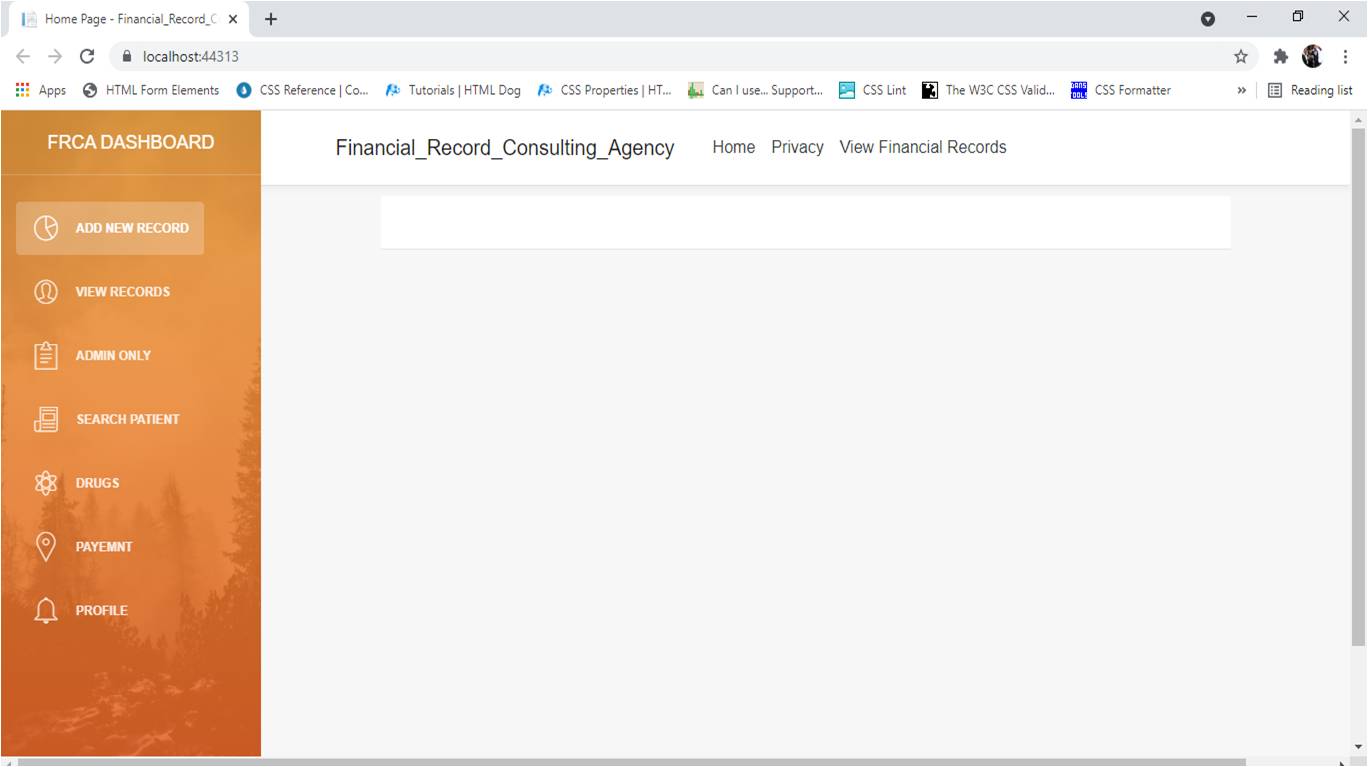 Home Page - Financial_Record_C
localhost:44313
Apps HTML Form Elements CSS Reference | Co... Tutorials | HTML Dog CSS Properties | HT... Can I use... Support... CSS Lint The W3C CSS Valid... CSS Formatter » Reading list
FRCA DASHBOARD
Financial_Record_Consulting_Agency Home Privacy View Financial Records
ADD NEW RECORD
VIEW RECORDS
ADMIN ONLY
SEARCH PATIENT
DRUGS
PAYEMNT
PROFILE